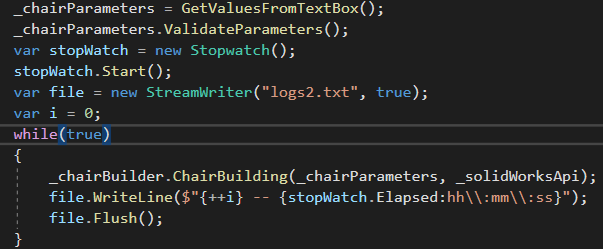 _chairParameters = GetValuesFromTextBox();
_chairParameters.ValidateParameters();
var stopWatch = new Stopwatch();
stopWatch.Start();
var file = new StreamWriter("logs2.txt", true);
var i = 0;
while(true)
{
_chairBuilder.ChairBuilding(_chairParameters, _solidWorksApi);
file.WriteLine($"{++i} -- {stopWatch.Elapsed:hh\\:mm\\:ss}");
file.Flush();
}